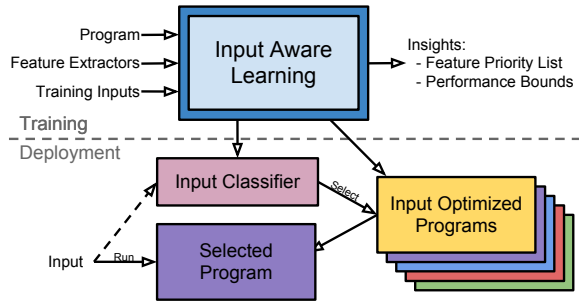 Program
Feature Extractors
Training Inputs
Input Aware
Learning
Insights:
- Feature Priority List
- Performance Bounds
Training
Deployment
Input Classifier
Select
Input Optimized
Programs
Input
Run
Selected
Program